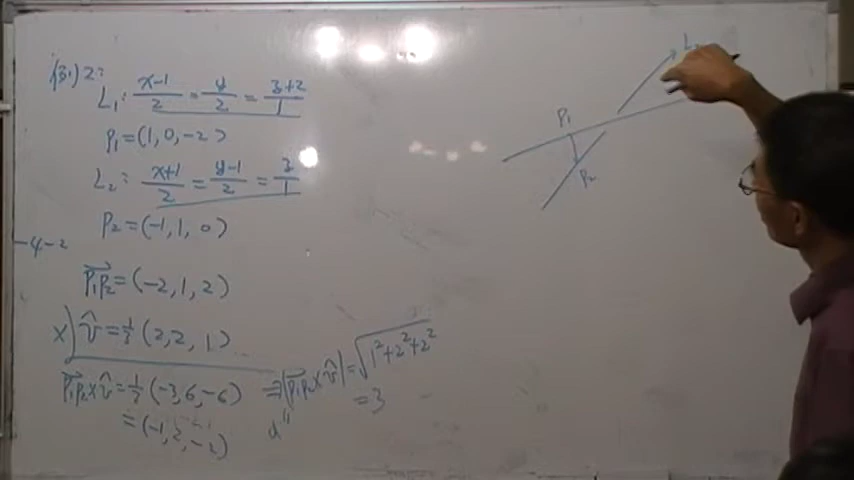 (31) 2:
L₁: (x-1)/2 = y/2 = (z+2)/1
P₁=(1, 0, -2)
L₂: (x+1)/2 = (y-1)/2 = z/1
P₂=(-1, 1, 0)
-4-2
→P₁P₂=(-2, 1, 2)
×) v̂=⅓(2, 2, 1)
→P₁P₂×v̂=⅓(-3, 6, -6)
=(-1, 2, -2)
⇒|→P₁P₂×v̂|=√(1²+2²+2²)
=3
d"
P₁
P₂